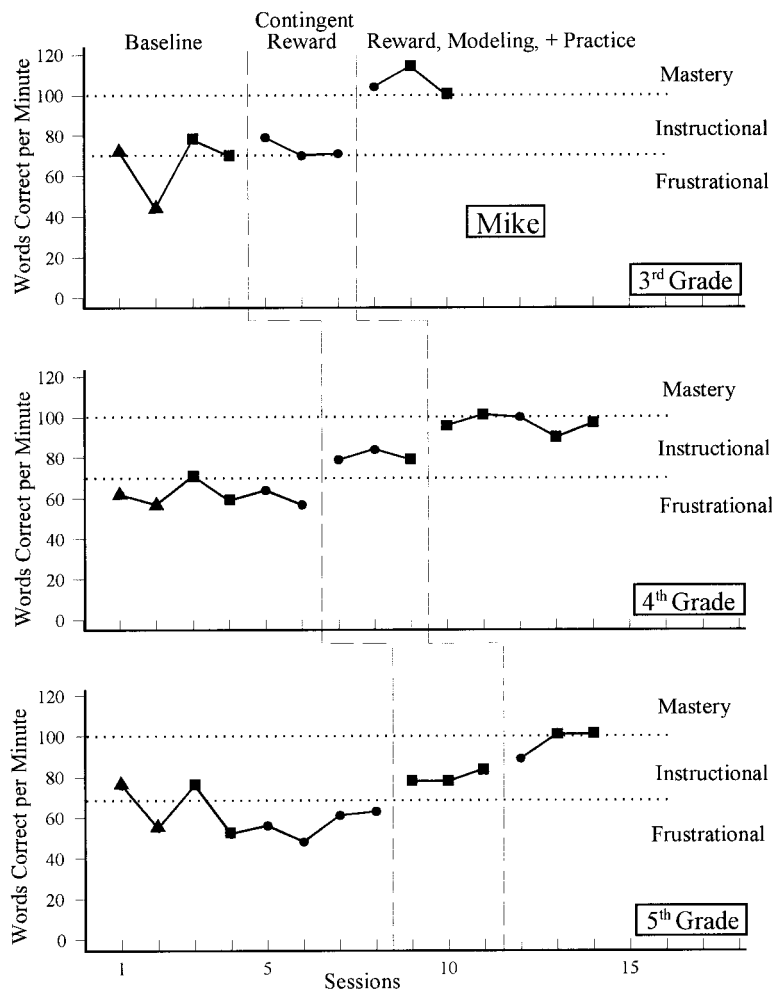 Baseline
Contingent
Reward
Reward, Modeling, + Practice
Words Correct per Minute
120
100
80
60
40
20
0
Mastery
Instructional
Frustrational
Mike
3rd Grade
Words Correct per Minute
120
100
80
60
40
20
0
Mastery
Instructional
Frustrational
4th Grade
Words Correct per Minute
120
100
80
60
40
20
0
Mastery
Instructional
Frustrational
5th Grade
1 5 10 15
Sessions